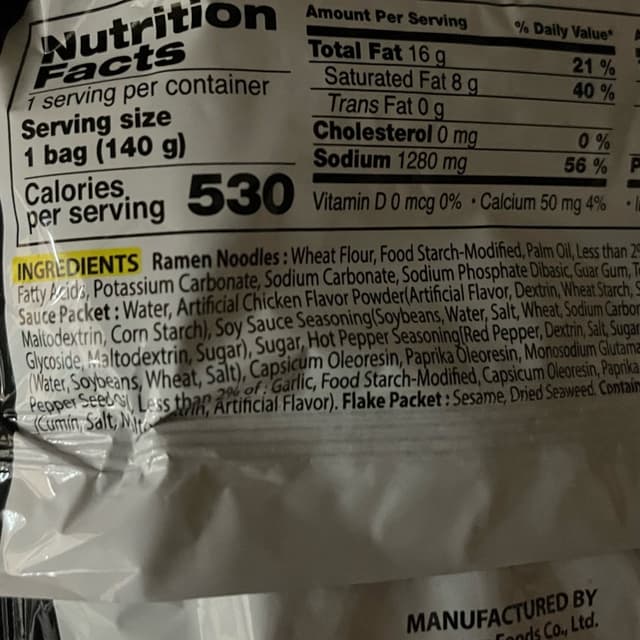 Nutrition
Facts
1 serving per container
Serving size
1 bag (140 g)
Calories
per serving 530
Amount Per Serving % Daily Value*
Total Fat 16 g 21 %
Saturated Fat 8 g 40 %
Trans Fat 0 g
Cholesterol 0 mg 0 %
Sodium 1280 mg 56 %
Vitamin D 0 mcg 0% • Calcium 50 mg 4% •
INGREDIENTS Ramen Noodles : Wheat Flour, Food Starch-Modified, Palm Oil, Less than
Fatty Acids, Potassium Carbonate, Sodium Carbonate, Sodium Phosphate Dibasic, Guar Gum,
Sauce Packet : Water, Artificial Chicken Flavor Powder(Artificial Flavor, Dextrin, Wheat Starch,
Maltodextrin, Corn Starch), Soy Sauce Seasoning(Soybeans, Water, Salt, Wheat, Sodium
Glycoside, Maltodextrin, Sugar), Sugar, Hot Pepper Seasoning(Red Pepper, Dextrin, Salt, Sugar
(Water, Soybeans, Wheat, Salt), Capsicum Oleoresin, Paprika Oleoresin, Monosodium
Pepper Seed Oil, Less than 2% of : Garlic, Food Starch-Modified, Capsicum Oleoresin, Paprika
(Cumin, Salt, Artificial Flavor). Flake Packet : Sesame, Dried Seaweed.
MANUFACTURED BY
Foods Co., Ltd.